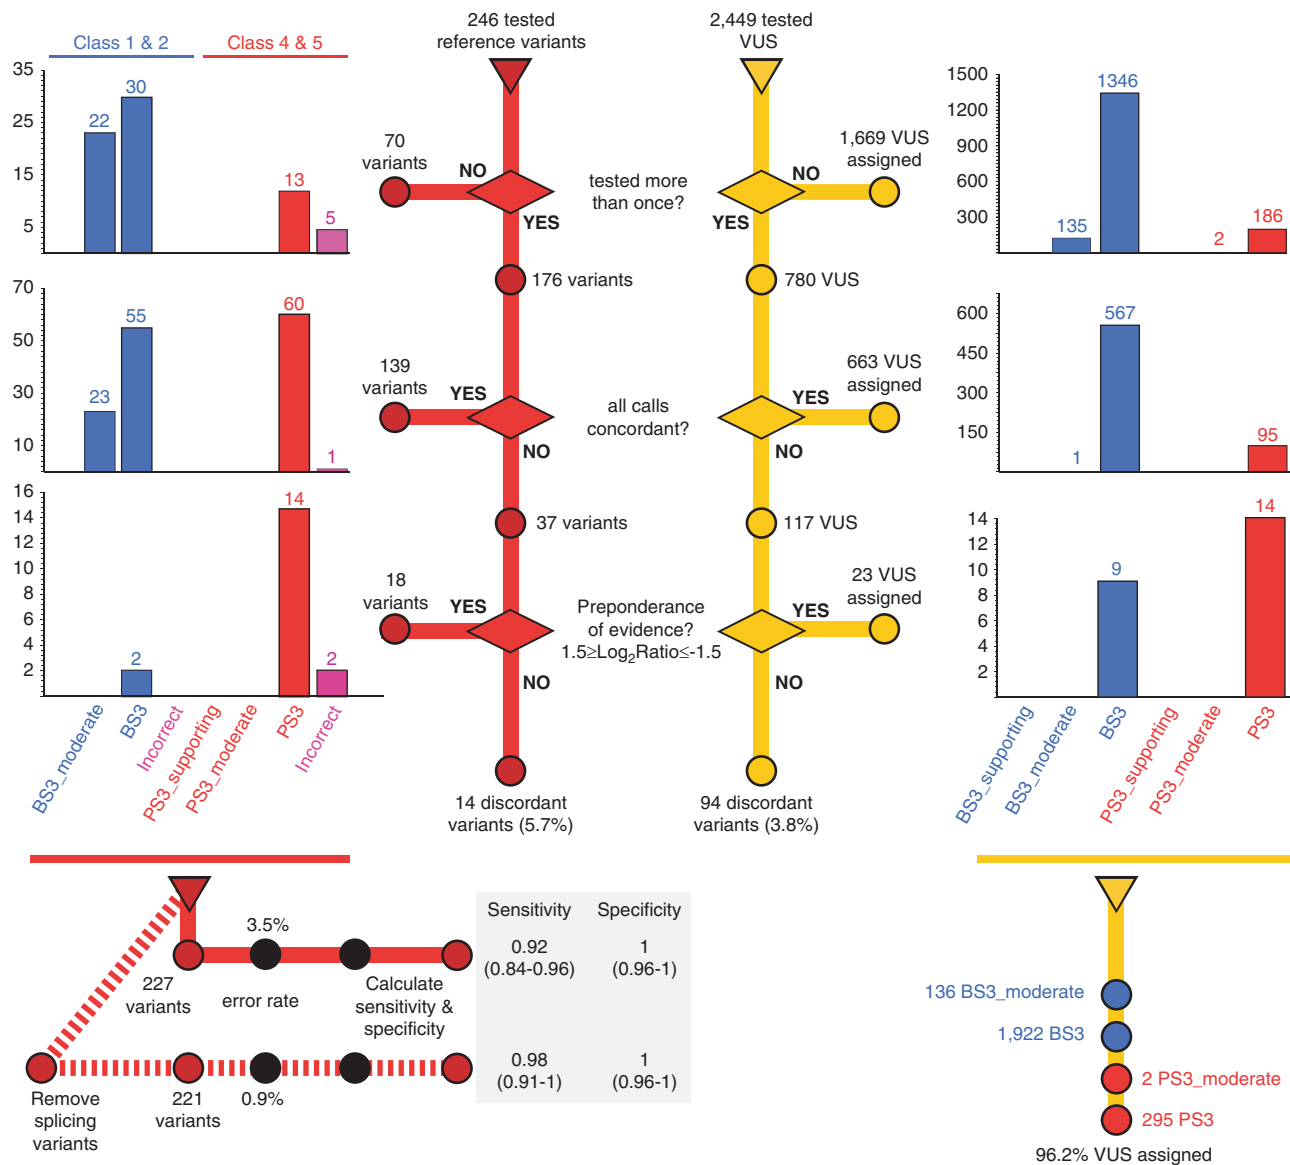 Class 1 & 2
Class 4 & 5
35
25
15
5
22
30
13
5
70
50
30
10
23
55
60
1
16
14
12
10
8
6
4
2
2
14
2
BS3_moderate
BS3
Incorrect
PS3_supporting
PS3_moderate
PS3
Incorrect
246 tested
reference variants
2,449 tested
VUS
70
variants
NO
YES
tested more
than once?
NO
YES
1,669 VUS
assigned
176 variants
780 VUS
139
variants
YES
NO
all calls
concordant?
YES
NO
663 VUS
assigned
37 variants
117 VUS
18
variants
YES
NO
Preponderance
of evidence?
1.5≥Log2Ratio≤-1.5
YES
NO
23 VUS
assigned
14 discordant
variants (5.7%)
94 discordant
variants (3.8%)
1500
1200
900
600
300
135
1346
2
186
600
450
300
150
1
567
95
14
12
10
8
6
4
2
9
14
BS3_supporting
BS3_moderate
BS3
PS3_supporting
PS3_moderate
PS3
3.5%
227
variants
error rate
Calculate
sensitivity &
specificity
Remove
splicing
variants
221
variants
0.9%
Sensitivity Specificity
0.92 1
(0.84-0.96) (0.96-1)
0.98 1
(0.91-1) (0.96-1)
136 BS3_moderate
1,922 BS3
2 PS3_moderate
295 PS3
96.2% VUS assigned